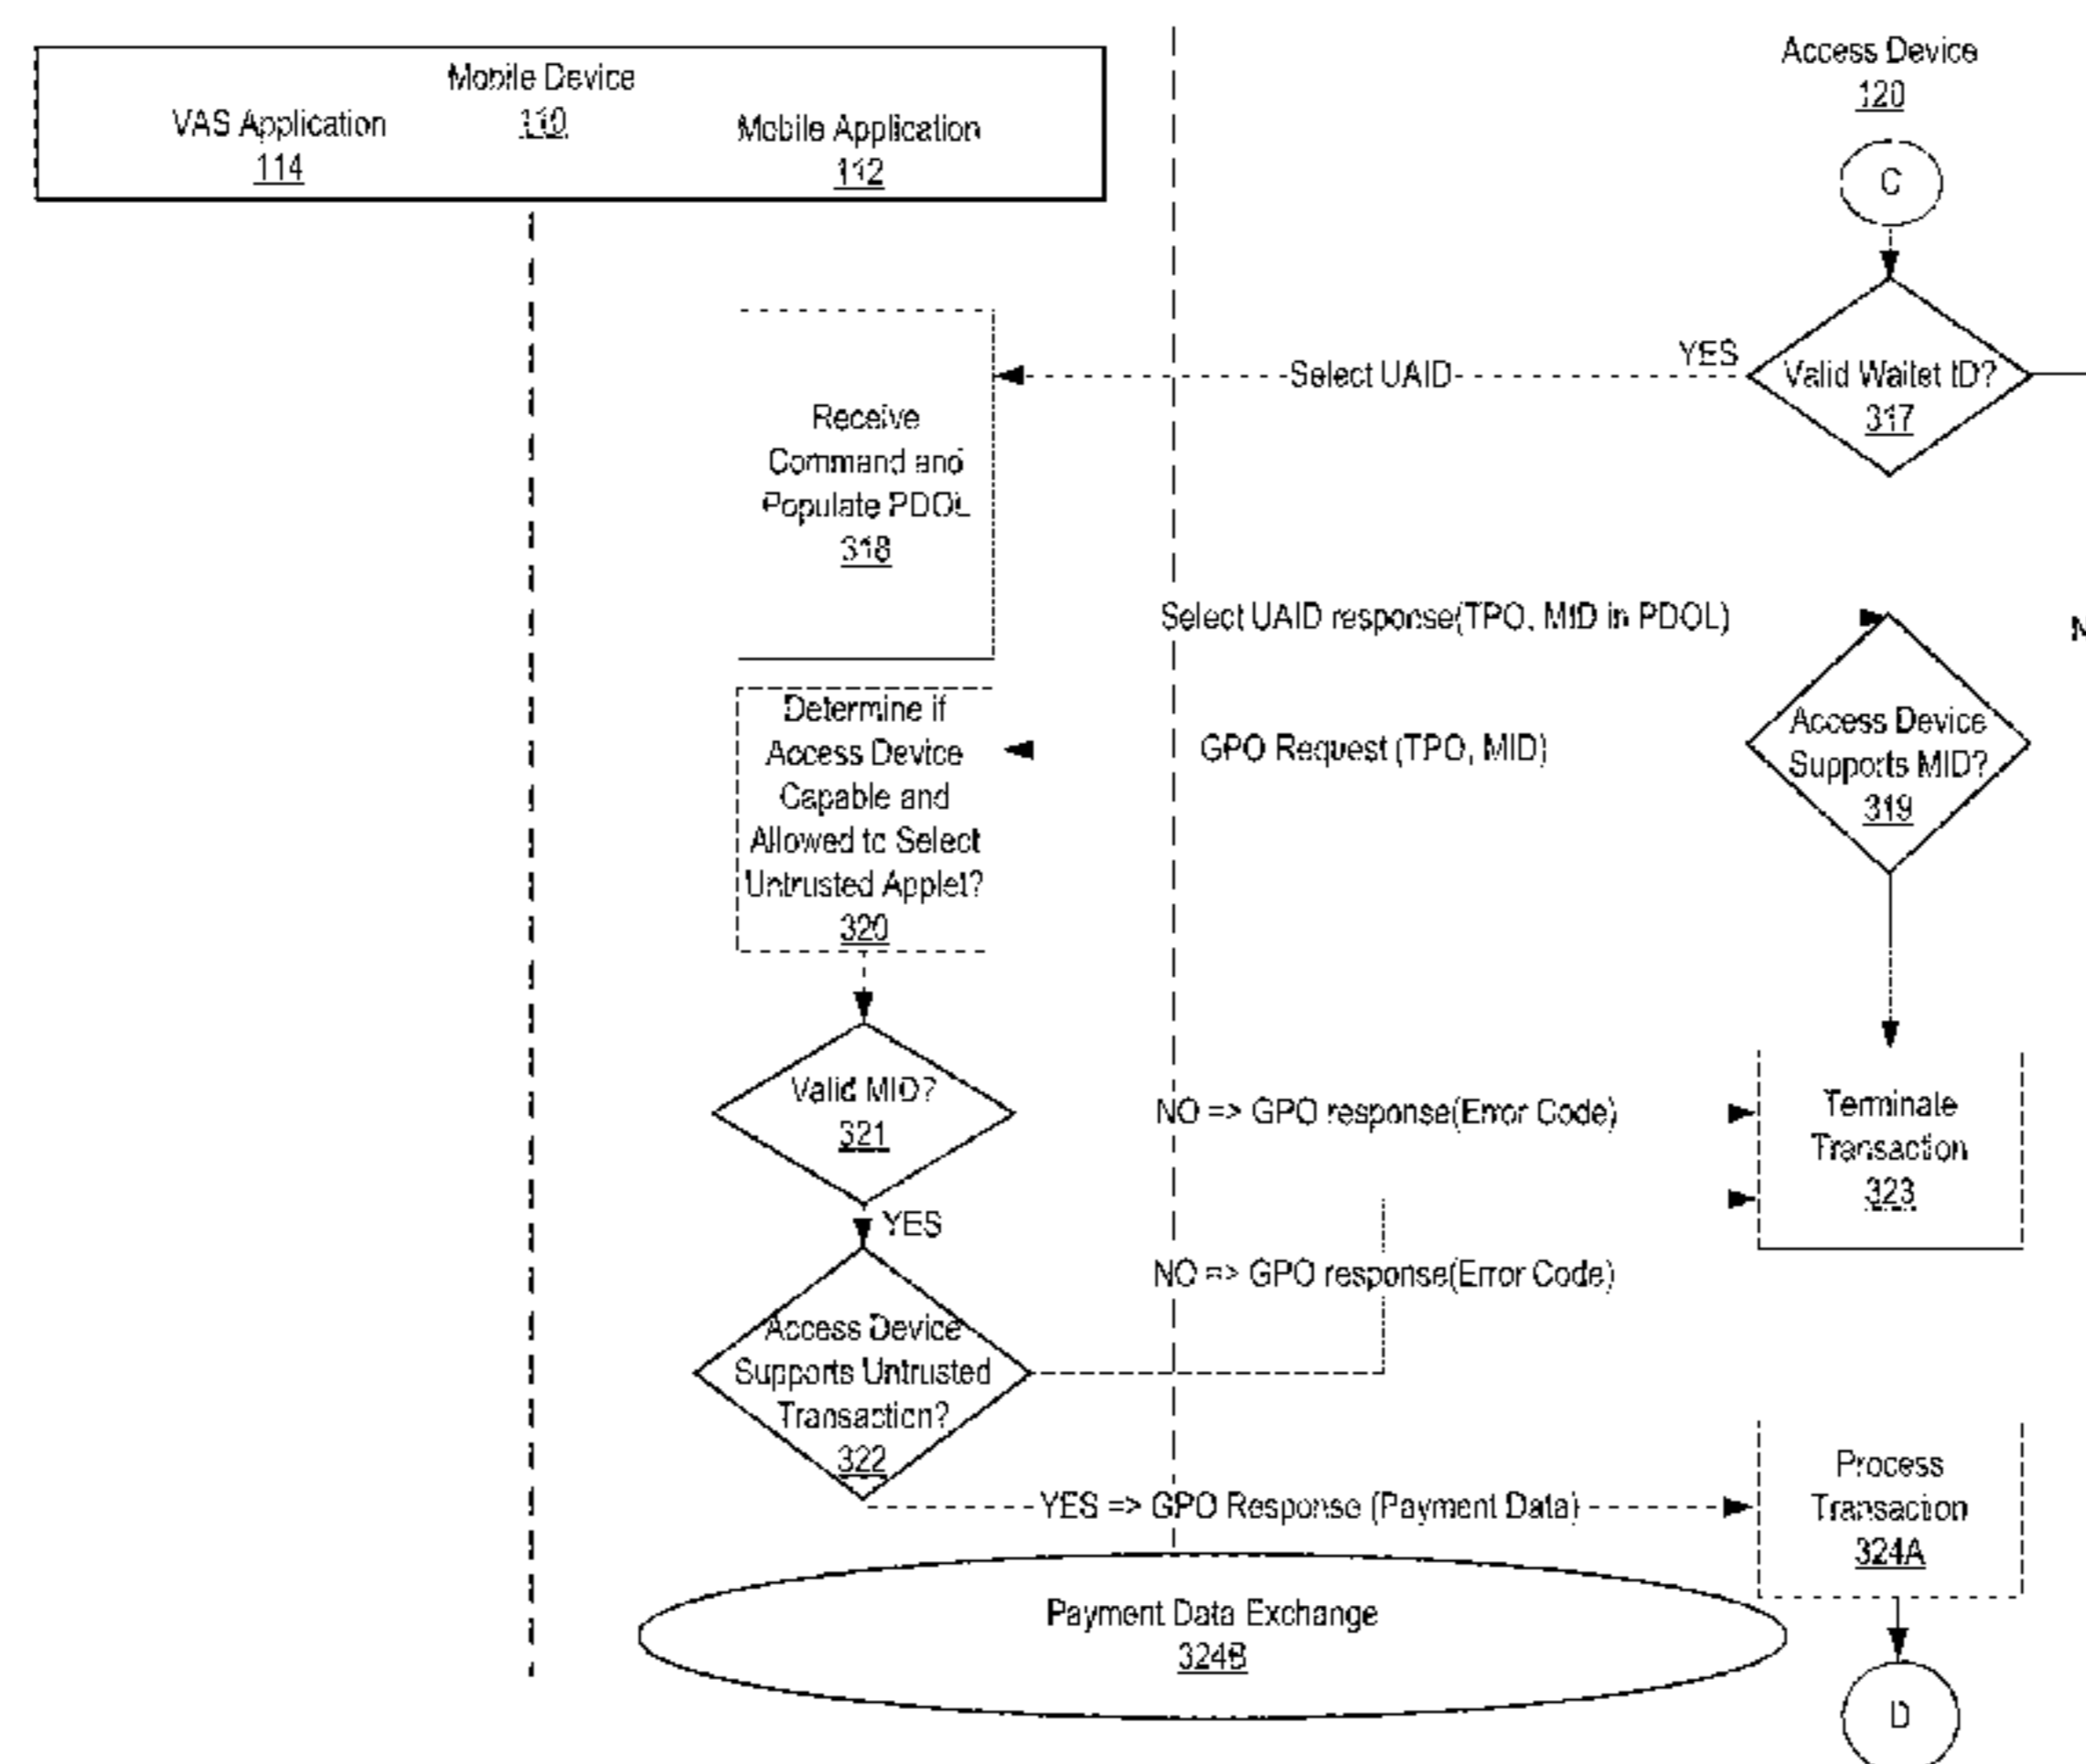 Mobile Device
110
VAS Application
114
Mobile Application
112
Access Device
120
C
Valid Wallet ID?
317
YES
Select UAID
Receive
Command and
Populate PDOL
318
Select UAID response(TPO, MID in PDOL)
Access Device
Supports MID?
319
GPO Request (TPO, MID)
Determine if
Access Device
Capable and
Allowed to Select
Untrusted Applet?
320
Valid MID?
321
NO => GPO response(Error Code)
Terminate
Transaction
323
YES
NO => GPO response(Error Code)
Access Device
Supports Untrusted
Transaction?
322
YES => GPO Response (Payment Data)
Process
Transaction
324A
Payment Data Exchange
324B
D